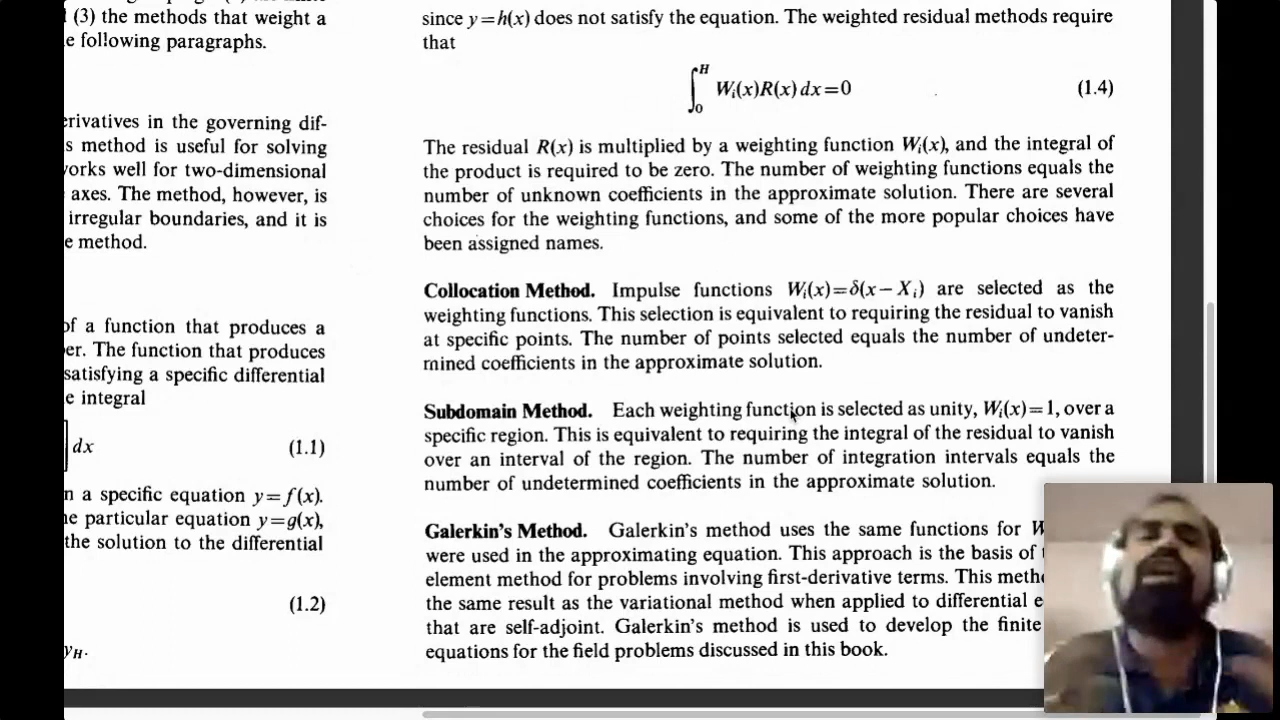 (3) the methods that weight a
e following paragraphs.
erivatives in the governing dif-
s method is useful for solving
orks well for two-dimensional
axes. The method, however, is
irregular boundaries, and it is
e method.
of a function that produces a
er. The function that produces
satisfying a specific differential
e integral
dx (1.1)
n a specific equation y=f(x).
e particular equation y=g(x),
the solution to the differential
(1.2)
yH.
since y=h(x) does not satisfy the equation. The weighted residual methods require
that
∫₀ᴴ Wᵢ(x)R(x) dx=0 (1.4)
The residual R(x) is multiplied by a weighting function Wᵢ(x), and the integral of
the product is required to be zero. The number of weighting functions equals the
number of unknown coefficients in the approximate solution. There are several
choices for the weighting functions, and some of the more popular choices have
been assigned names.
Collocation Method. Impulse functions Wᵢ(x)=δ(x−Xᵢ) are selected as the
weighting functions. This selection is equivalent to requiring the residual to vanish
at specific points. The number of points selected equals the number of undeter-
mined coefficients in the approximate solution.
Subdomain Method. Each weighting function is selected as unity, Wᵢ(x)=1, over a
specific region. This is equivalent to requiring the integral of the residual to vanish
over an interval of the region. The number of integration intervals equals the
number of undetermined coefficients in the approximate solution.
Galerkin's Method. Galerkin's method uses the same functions for W
were used in the approximating equation. This approach is the basis of
element method for problems involving first-derivative terms. This meth
the same result as the variational method when applied to differential e
that are self-adjoint. Galerkin's method is used to develop the finite
equations for the field problems discussed in this book.